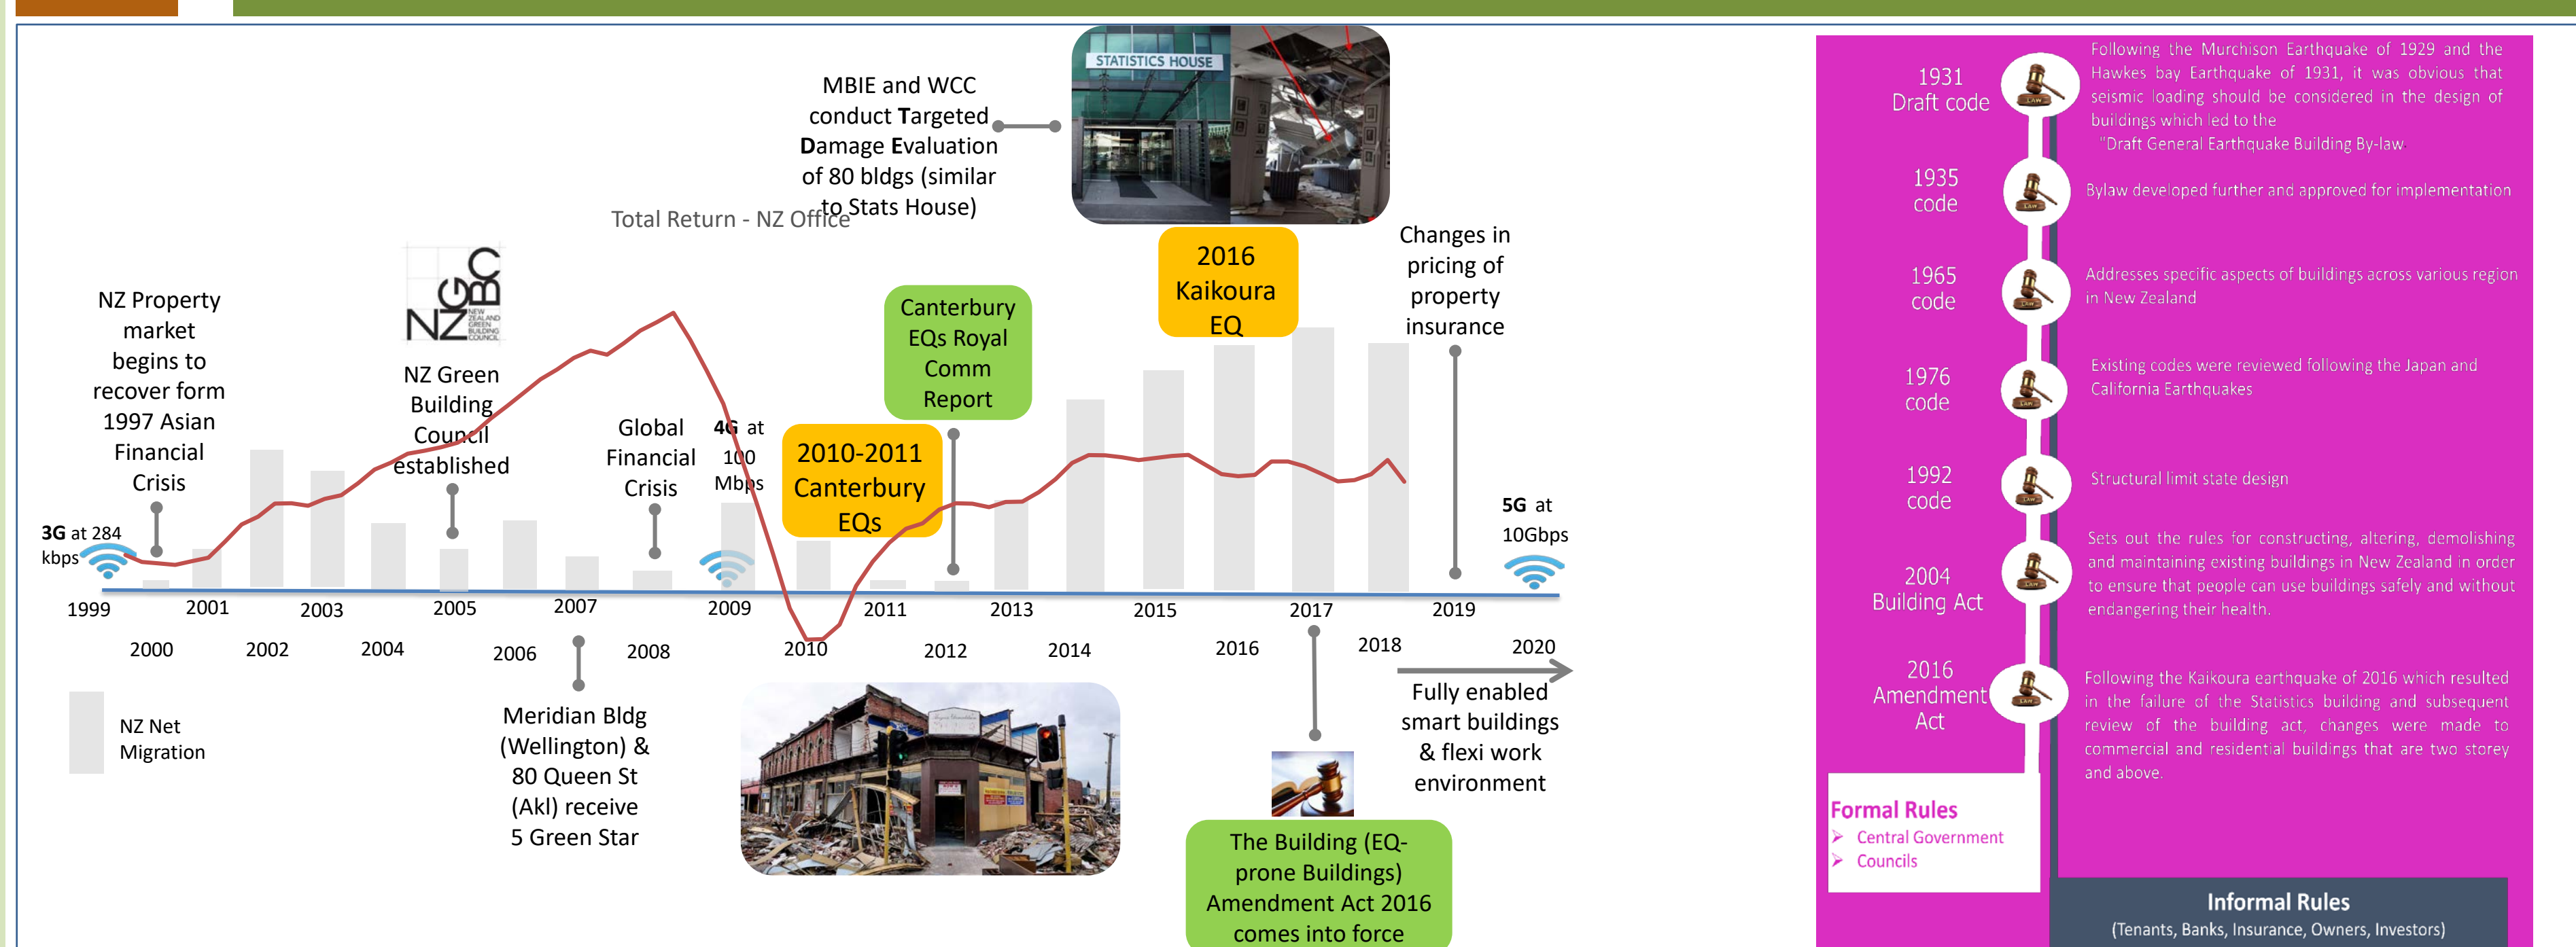 STATISTICS HOUSE
MBIE and WCC
conduct Targeted
Damage Evaluation
of 80 bldgs (similar
to Stats House)
Total Return - NZ Office
NZGBC
NEW
ZEALAND
GREEN
BUILDING
COUNCIL
NZ Property
market
begins to
recover form
1997 Asian
Financial
Crisis
NZ Green
Building
Council
established
Global
Financial
Crisis
4G at
100
Mbps
2010-2011
Canterbury
EQs
Canterbury
EQs Royal
Comm
Report
2016
Kaikoura
EQ
Changes in
pricing of
property
insurance
3G at 284
kbps
5G at
10Gbps
1999
2000
2001
2002
2003
2004
2005
2006
2007
2008
2009
2010
2011
2012
2013
2014
2015
2016
2017
2018
2019
2020
NZ Net
Migration
Meridian Bldg
(Wellington) &
80 Queen St
(Akl) receive
5 Green Star
Fully enabled
smart buildings
& flexi work
environment
The Building (EQ-
prone Buildings)
Amendment Act 2016
comes into force
1931
Draft code
LAW
Following the Murchison Earthquake of 1929 and the
Hawkes bay Earthquake of 1931, it was obvious that
seismic loading should be considered in the design of
buildings which led to the
"Draft General Earthquake Building By-law.
1935
code
LAW
Bylaw developed further and approved for implementation
1965
code
LAW
Addresses specific aspects of buildings across various region
in New Zealand
1976
code
LAW
Existing codes were reviewed following the Japan and
California Earthquakes
1992
code
LAW
Structural limit state design
2004
Building Act
LAW
Sets out the rules for constructing, altering, demolishing
and maintaining existing buildings in New Zealand in order
to ensure that people can use buildings safely and without
endangering their health.
2016
Amendment
Act
LAW
Following the Kaikoura earthquake of 2016 which resulted
in the failure of the Statistics building and subsequent
review of the building act, changes were made to
commercial and residential buildings that are two storey
and above.
Formal Rules
➢ Central Government
➢ Councils
Informal Rules
(Tenants, Banks, Insurance, Owners, Investors)